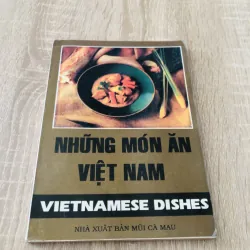 NHỮNG MÓN ĂN
VIỆT NAM
VIETNAMESE DISHES
NHÀ XUẤT BẢN MŨI CÀ MAU